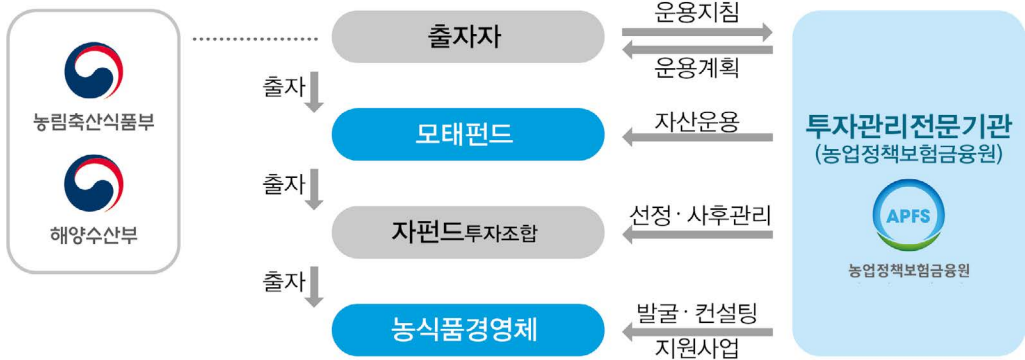 농림축산식품부
해양수산부
출자자
출자
모태펀드
출자
자펀드투자조합
출자
농식품경영체
운용지침
운용계획
자산운용
선정·사후관리
발굴·컨설팅
지원사업
투자관리전문기관
(농업정책보험금융원)
APFS
농업정책보험금융원